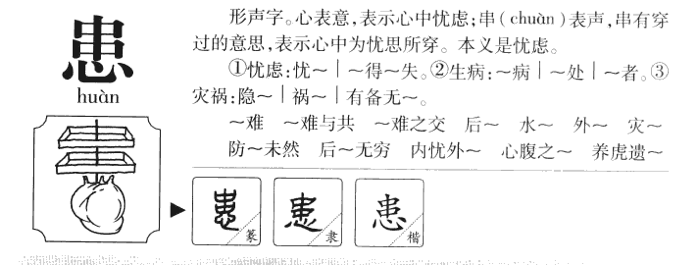 患
huàn
形声字。心表意,表示心中忧虑;串(chuàn)表声,串有穿
过的意思,表示心中为忧思所穿。本义是忧虑。
①忧虑:忧～｜～得～失。②生病:～病｜～处｜～者。③
灾祸:隐～｜祸～｜有备无～。
～难 ～难与共 ～难之交 后～ 水～ 外～ 灾～
防～未然 后～无穷 内忧外～ 心腹之～ 养虎遗～
患 篆 患 隶 患 楷